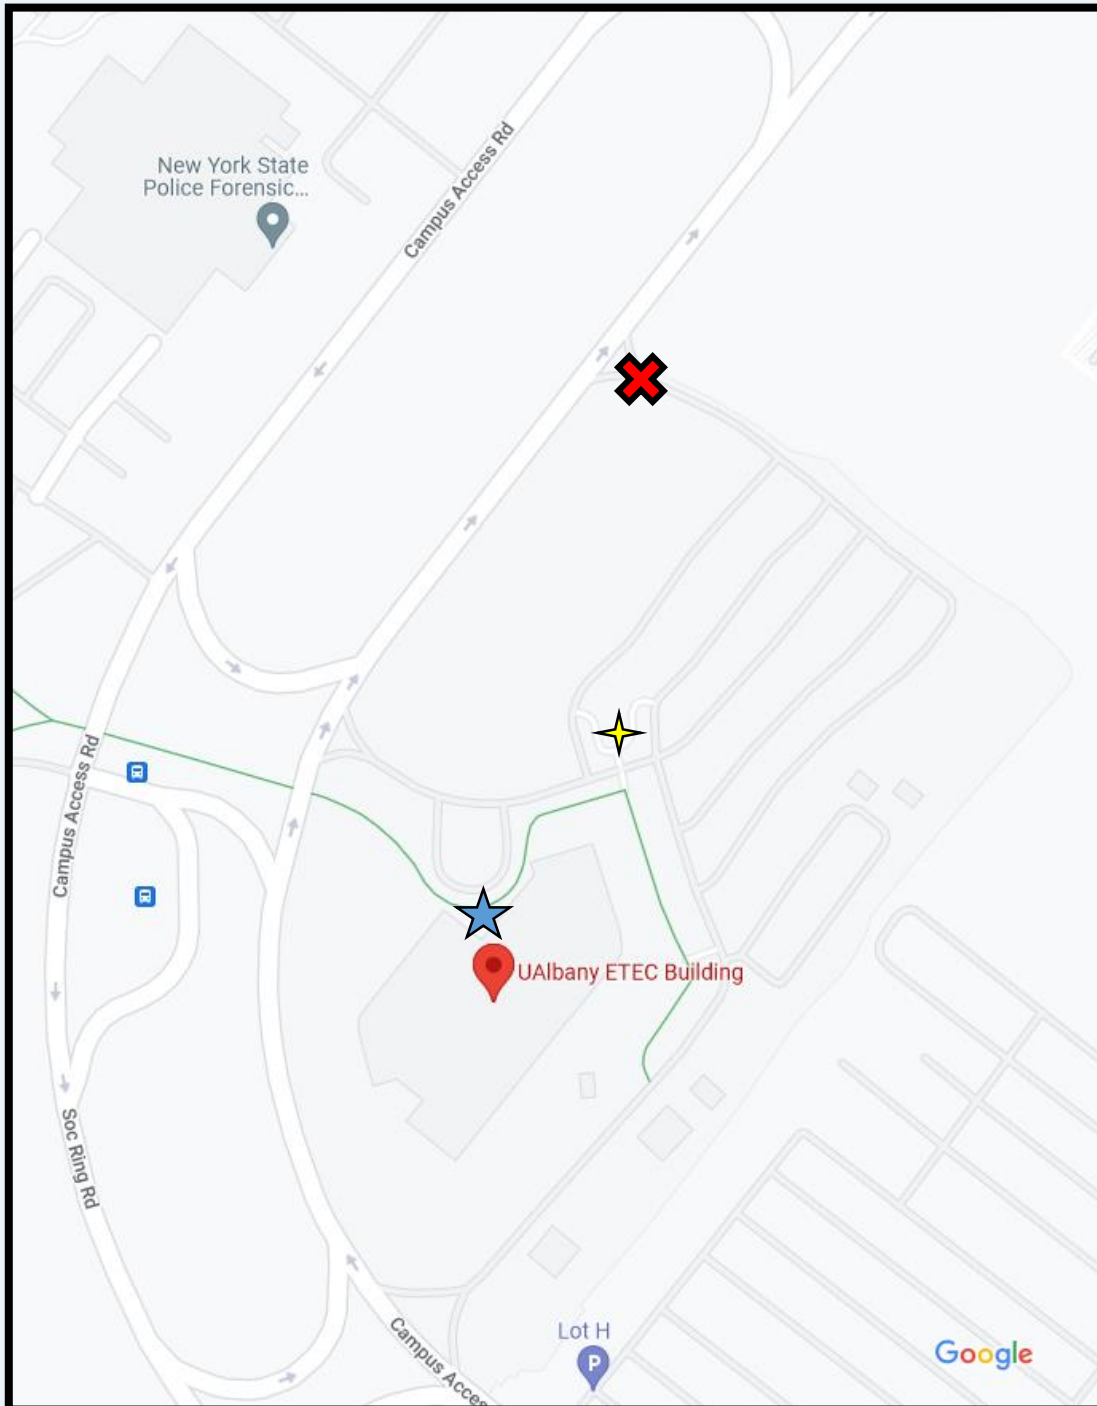 Campus Access Rd
New York State
Police Forensic...
Campus Access Rd
UAlbany ETEC Building
Soc Ring Rd
Lot H
P
Campus Acces
Google